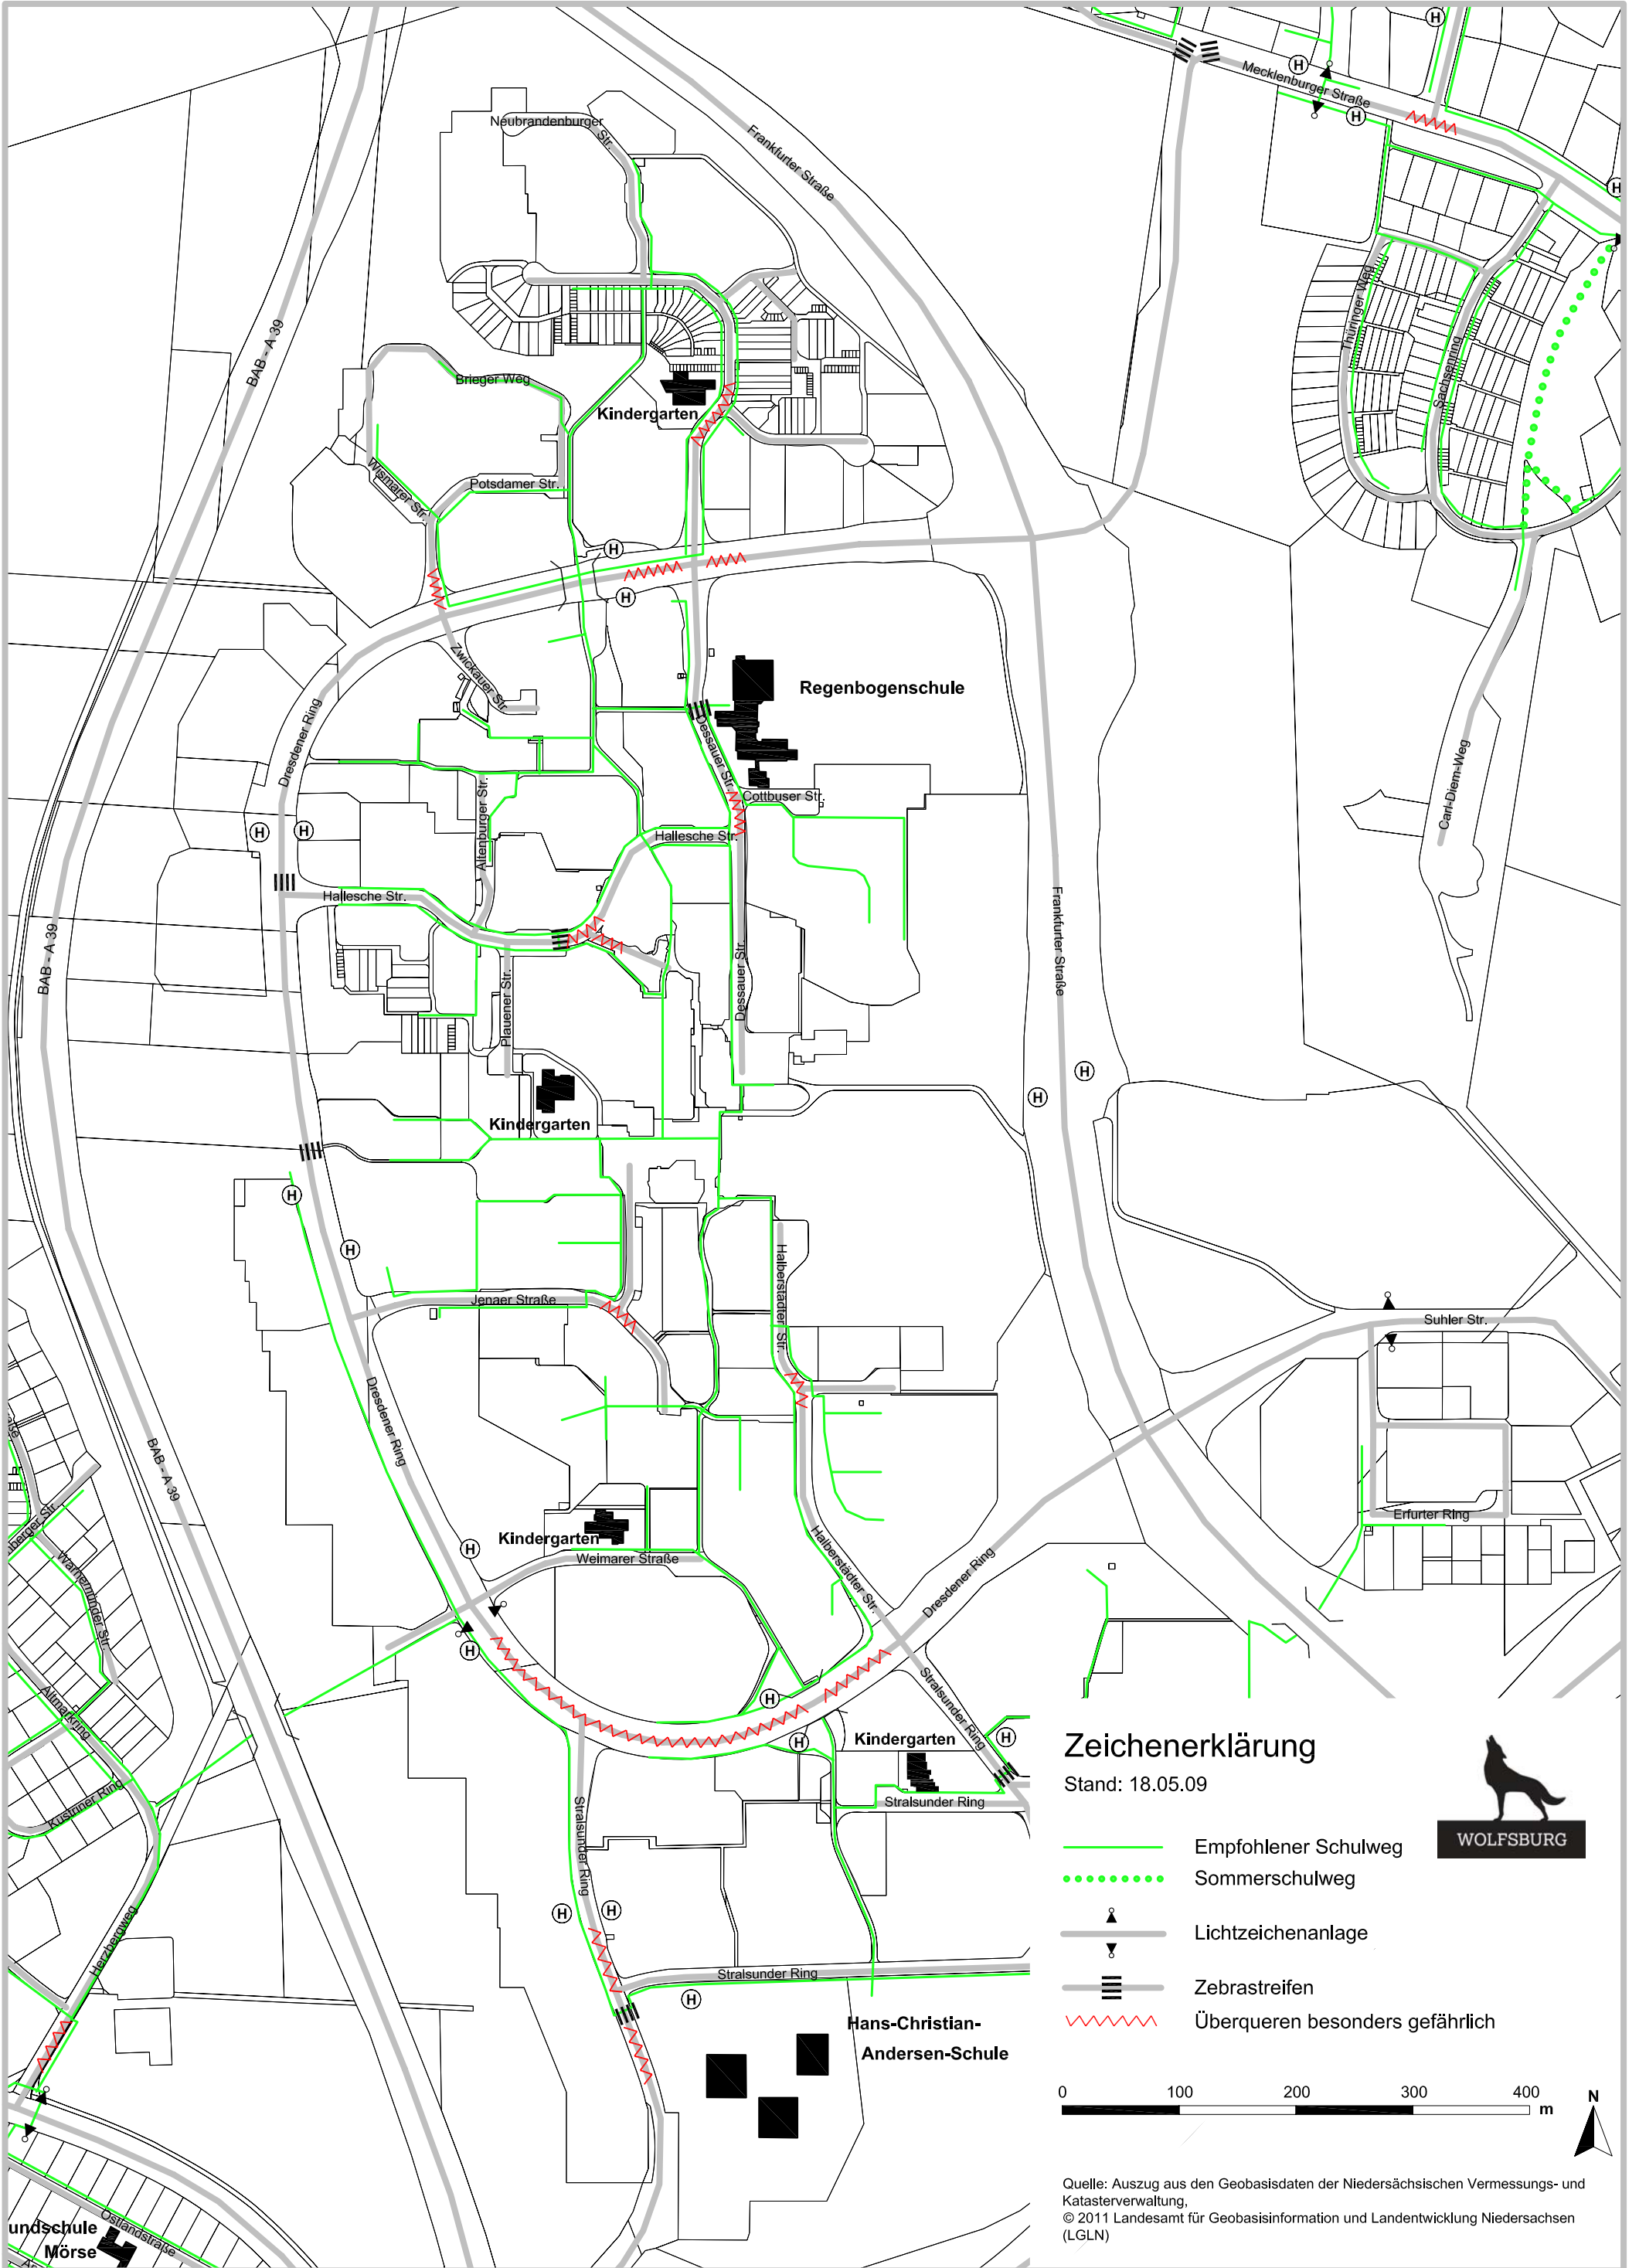 H
H
Mecklenburger Straße
H
H
Neubrandenburger
Str.
Frankfurter Straße
BAB - A 39
Thüringer Weg
Sachsenring
Brieger Weg
Kindergarten
Wismarer Str.
Potsdamer Str.
H
H
Zwickauer Str.
Regenbogenschule
Dresdener Ring
Dessauer Str.
Cottbuser Str.
Carl-Diem-Weg
H
H
Altenburger Str.
Hallesche Str.
Hallesche Str.
Frankfurter Straße
BAB - A 39
Plauener Str.
Dessauer Str.
H
H
Kindergarten
H
H
Halberstädter Str.
Jenaer Straße
Suhler Str.
Dresdener Ring
BAB - A 39
Erfurter Ring
berger Str.
Kindergarten
H
Weimarer Straße
Warnemünder Str.
Halberstädter Str.
Dresdener Ring
H
Altmarkring
Stralsunder Ring
H
H
Kindergarten
H
Zeichenerklärung
Stand: 18.05.09
Küstriner Ring
Stralsunder Ring
Stralsunder Ring
WOLFSBURG
Empfohlener Schulweg
Sommerschulweg
H
H
Herzbergweg
Lichtzeichenanlage
Stralsunder Ring
H
Zebrastreifen
Überqueren besonders gefährlich
Hans-Christian-
Andersen-Schule
0 100 200 300 400
m
N
Quelle: Auszug aus den Geobasisdaten der Niedersächsischen Vermessungs- und
Katasterverwaltung,
© 2011 Landesamt für Geobasisinformation und Landentwicklung Niedersachsen
(LGLN)
undschule
Mörse
Ostlandstraße